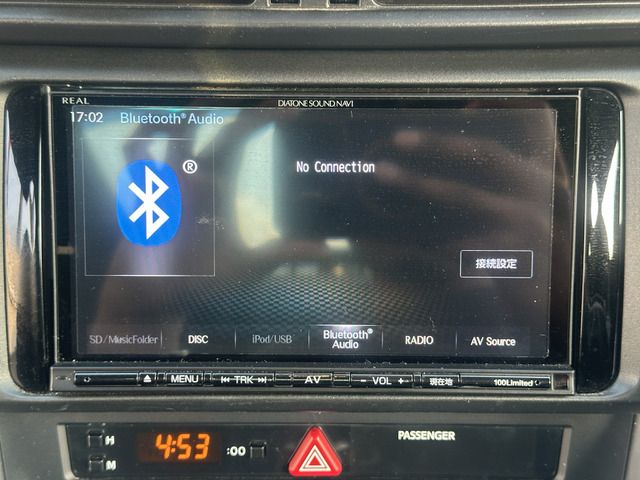 REAL DIATONE SOUND NAVI
17:02 Bluetooth® Audio
®
No Connection
接続設定
SD/MusicFolder DISC iPod/USB Bluetooth® Audio RADIO AV Source
MENU TRK AV − VOL + 現在地 100Limited
H 4:53 :00 PASSENGER
M